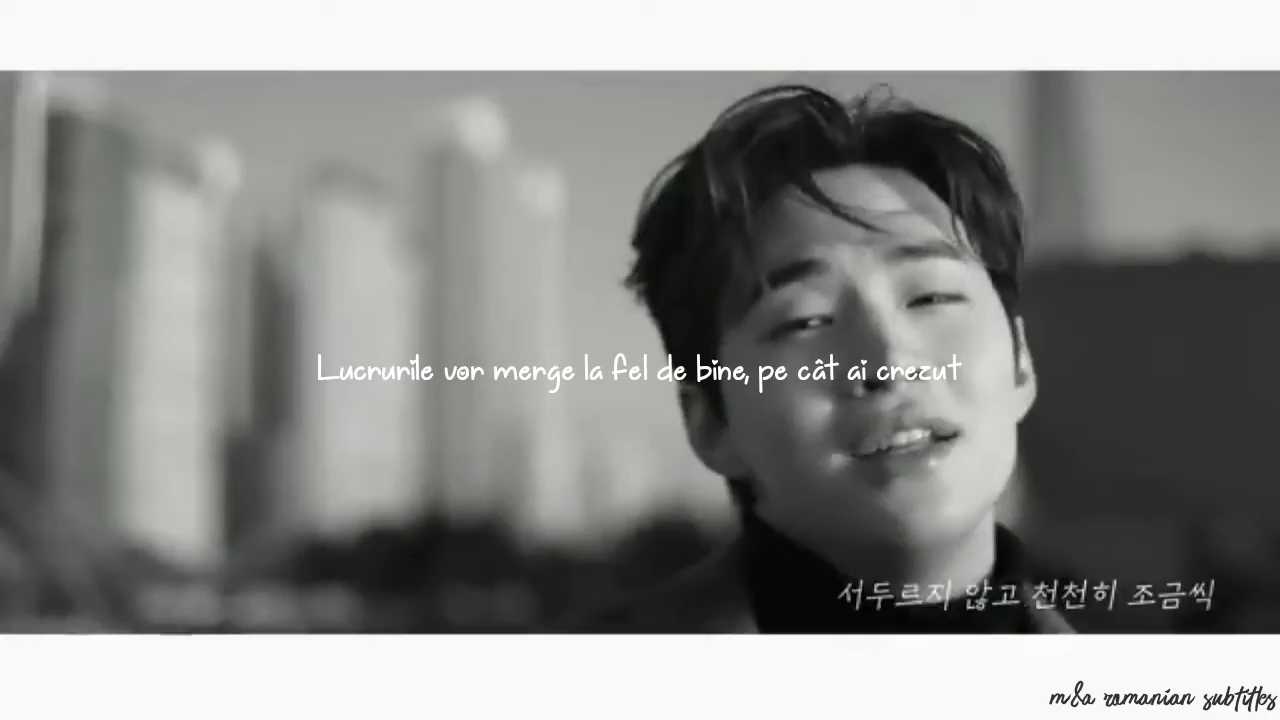 Lucrurile vor merge la fel de bine, pe cât ai crezut
서두르지 않고 천천히 조금씩
m&a romanian subtitles